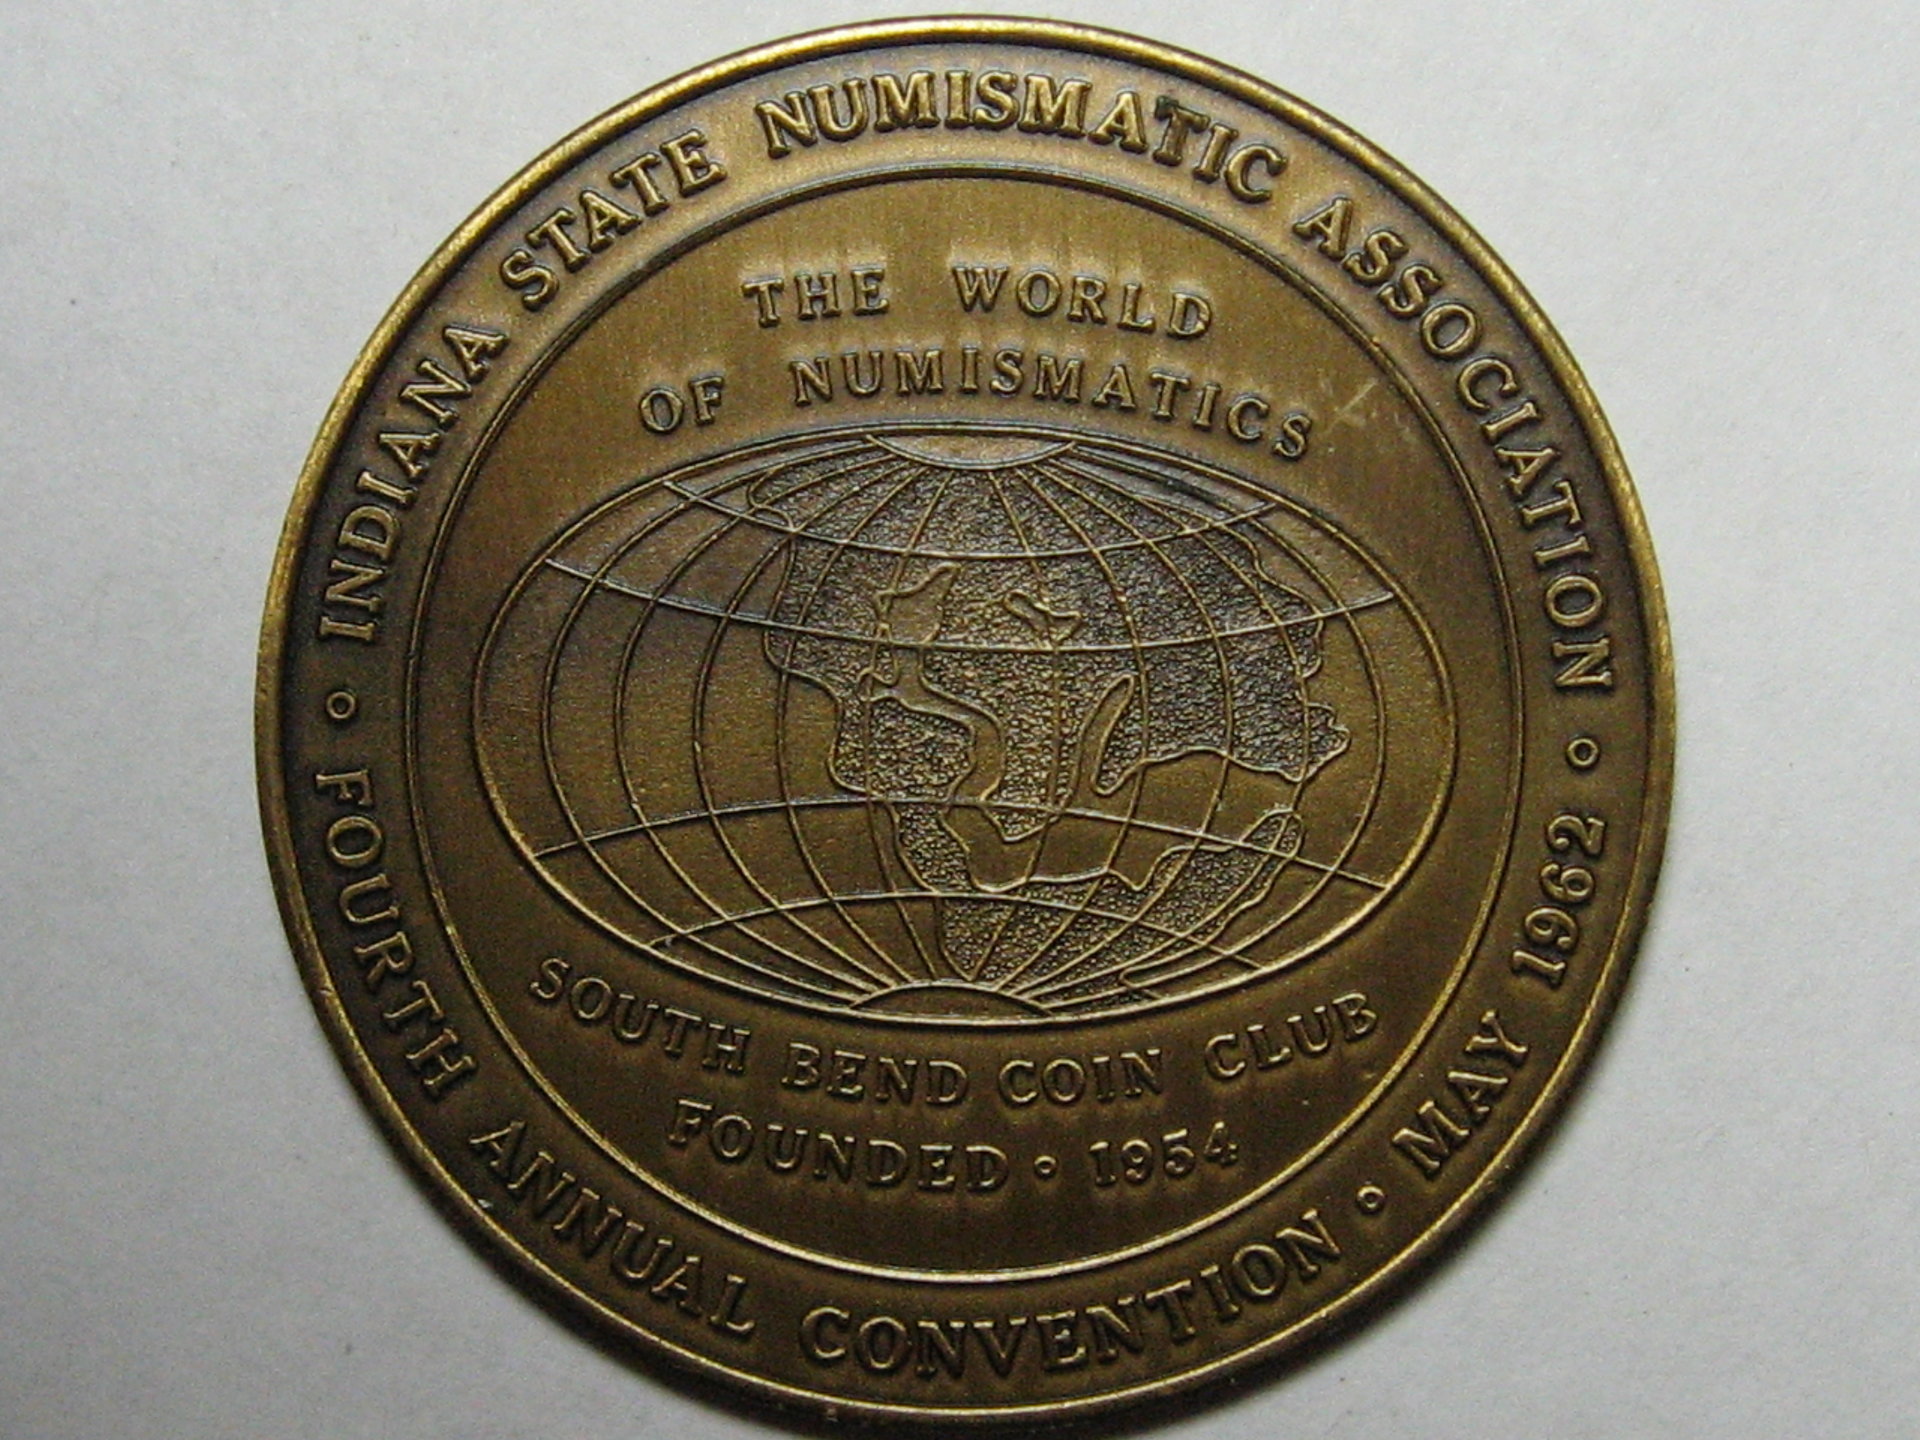 INDIANA STATE NUMISMATIC ASSOCIATION
THE WORLD
OF NUMISMATICS
SOUTH BEND COIN CLUB
FOUNDED • 1954
FOURTH ANNUAL CONVENTION • MAY 1962